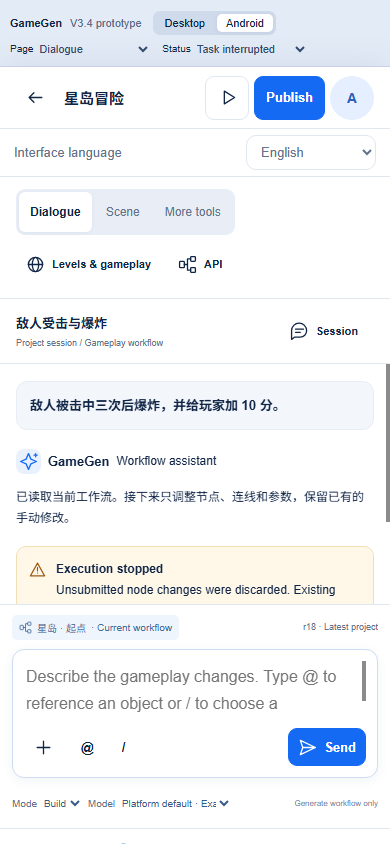 GameGen V3.4 prototype Desktop Android
Page Dialogue Status Task interrupted
星岛冒险 Publish A
Interface language English
Dialogue Scene More tools
Levels & gameplay API
敌人受击与爆炸
Project session / Gameplay workflow
Session
敌人被击中三次后爆炸，并给玩家加 10 分。
GameGen Workflow assistant
已读取当前工作流。接下来只调整节点、连线和参数，保留已有的
手动修改。
Execution stopped
Unsubmitted node changes were discarded. Existing
星岛 · 起点 · Current workflow r18 · Latest project
Describe the gameplay changes. Type @ to
reference an object or / to choose a
@ / Send
Mode Build Model Platform default · Exa Generate workflow only